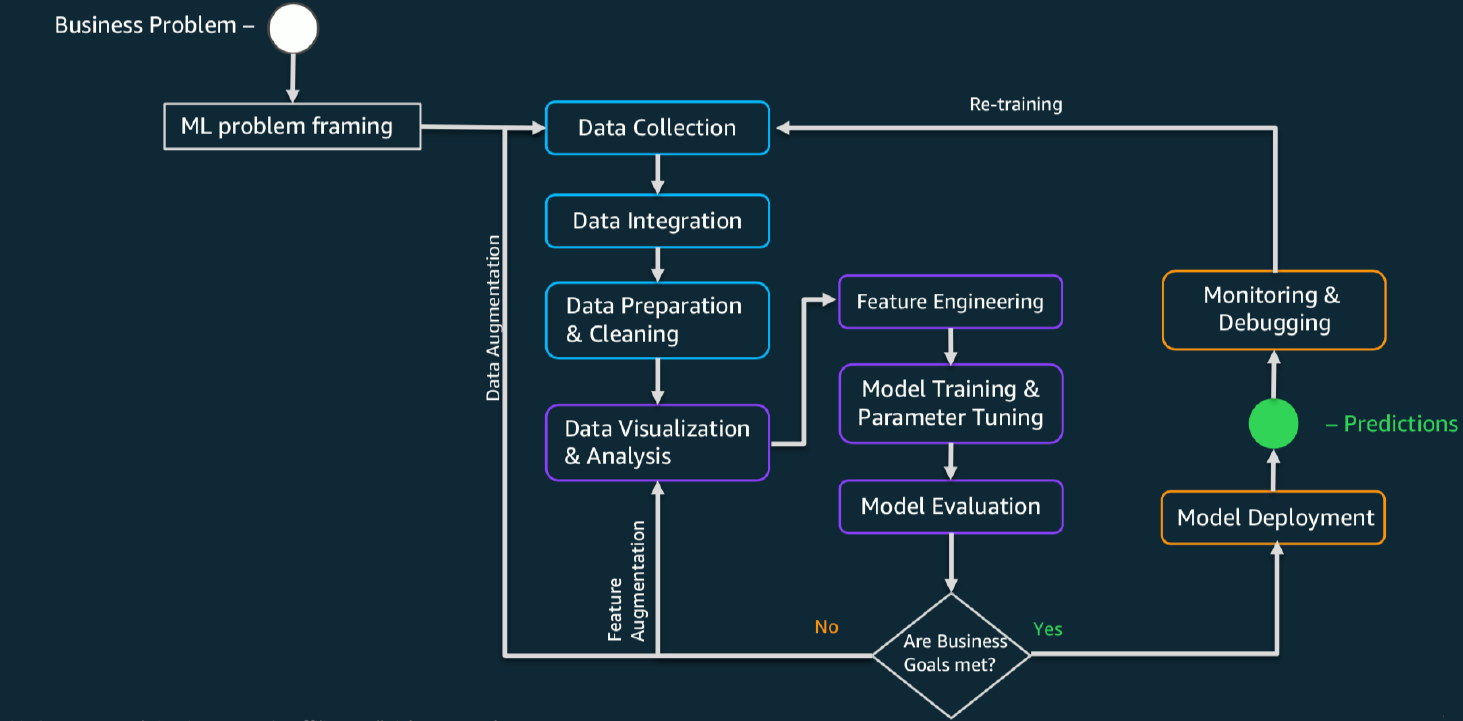 Business Problem –
ML problem framing
Data Collection
Re-training
Data Integration
Data Augmentation
Data Preparation
& Cleaning
Feature Engineering
Monitoring &
Debugging
Model Training &
Parameter Tuning
Data Visualization
& Analysis
– Predictions
Model Evaluation
Model Deployment
Feature
Augmentation
No
Yes
Are Business
Goals met?